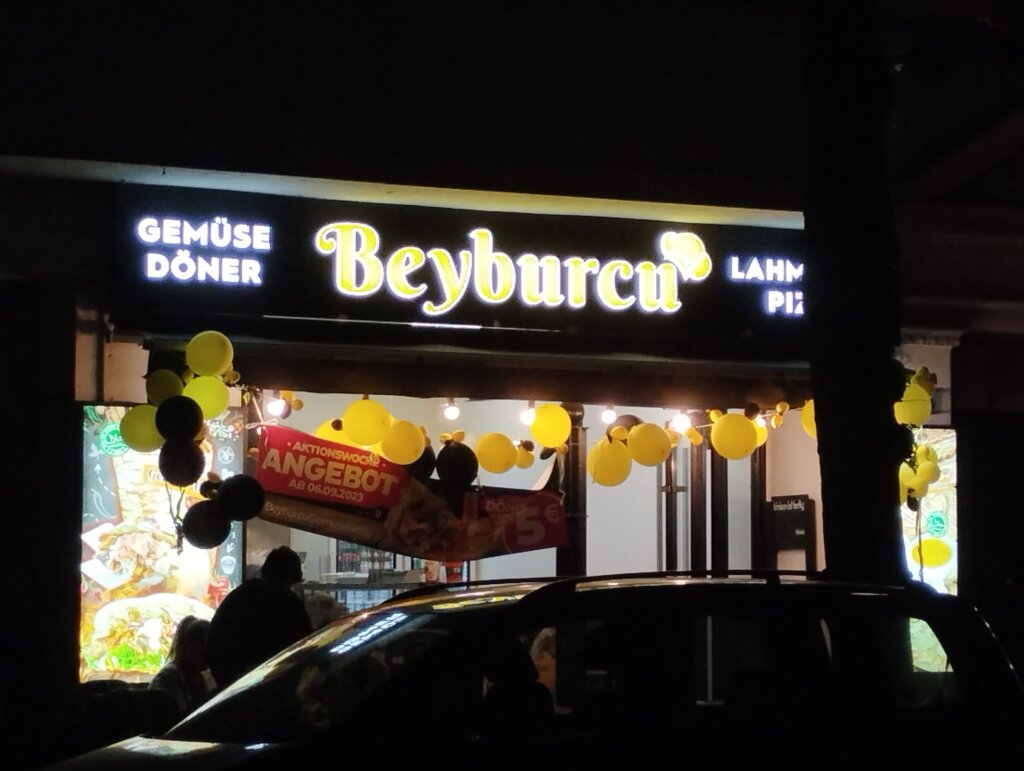 GEMÜSE
DÖNER
Beyburcu
LAHM
PIZ
• AKTIONSWOCHE •
ANGEBOT
AB 06.09.2023
5€